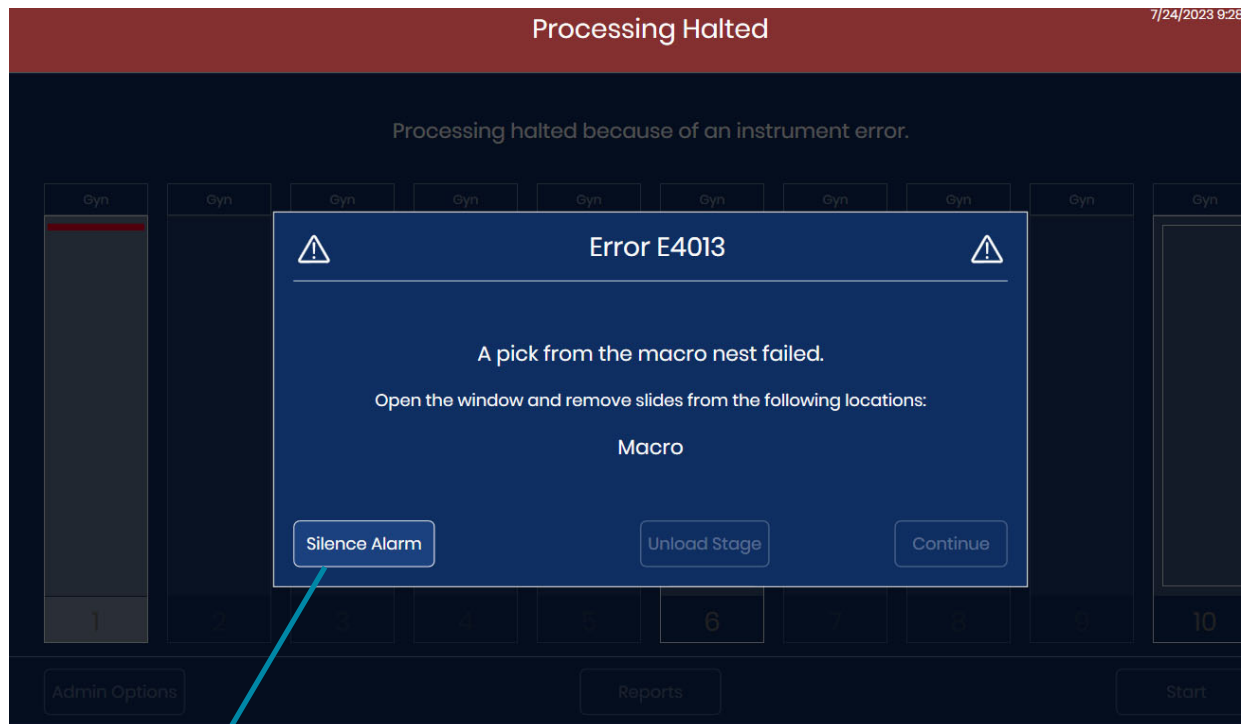 Processing Halted
7/24/2023 9:28
Processing halted because of an instrument error.
Gyn Gyn Gyn Gyn Gyn Gyn Gyn Gyn Gyn Gyn
Error E4013
A pick from the macro nest failed.
Open the window and remove slides from the following locations:
Macro
Silence Alarm Unload Stage Continue
1 2 3 4 5 6 7 8 9 10
Admin Options Reports Start